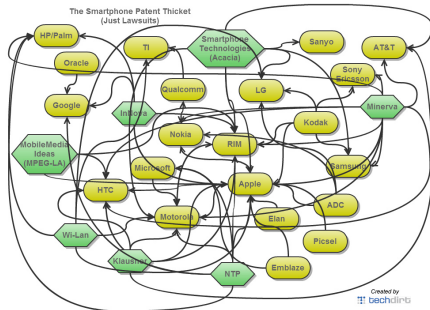 The Smartphone Patent Thicket
(Just Lawsuits)
HP/Palm
TI
Smartphone
Technologies
(Acacia)
Sanyo
AT&T
Oracle
Sony
Ericsson
Qualcomm
LG
Google
InNova
Minerva
Kodak
Nokia
RIM
MobileMedia
Ideas
(MPEG-LA)
Microsoft
Samsung
HTC
Apple
ADC
Motorola
Elan
Wi-Lan
Picsel
Klausner
NTP
Emblaze
Created by
techdirt